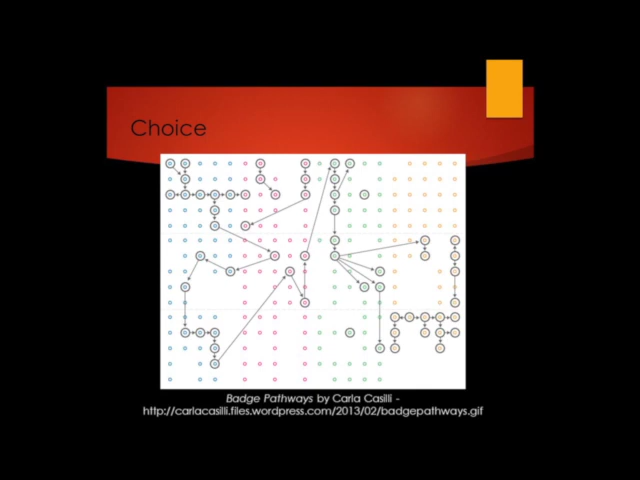 Choice
Badge Pathways by Carla Casilli -
http://carlacasilli.files.wordpress.com/2013/02/badgepathways.gif